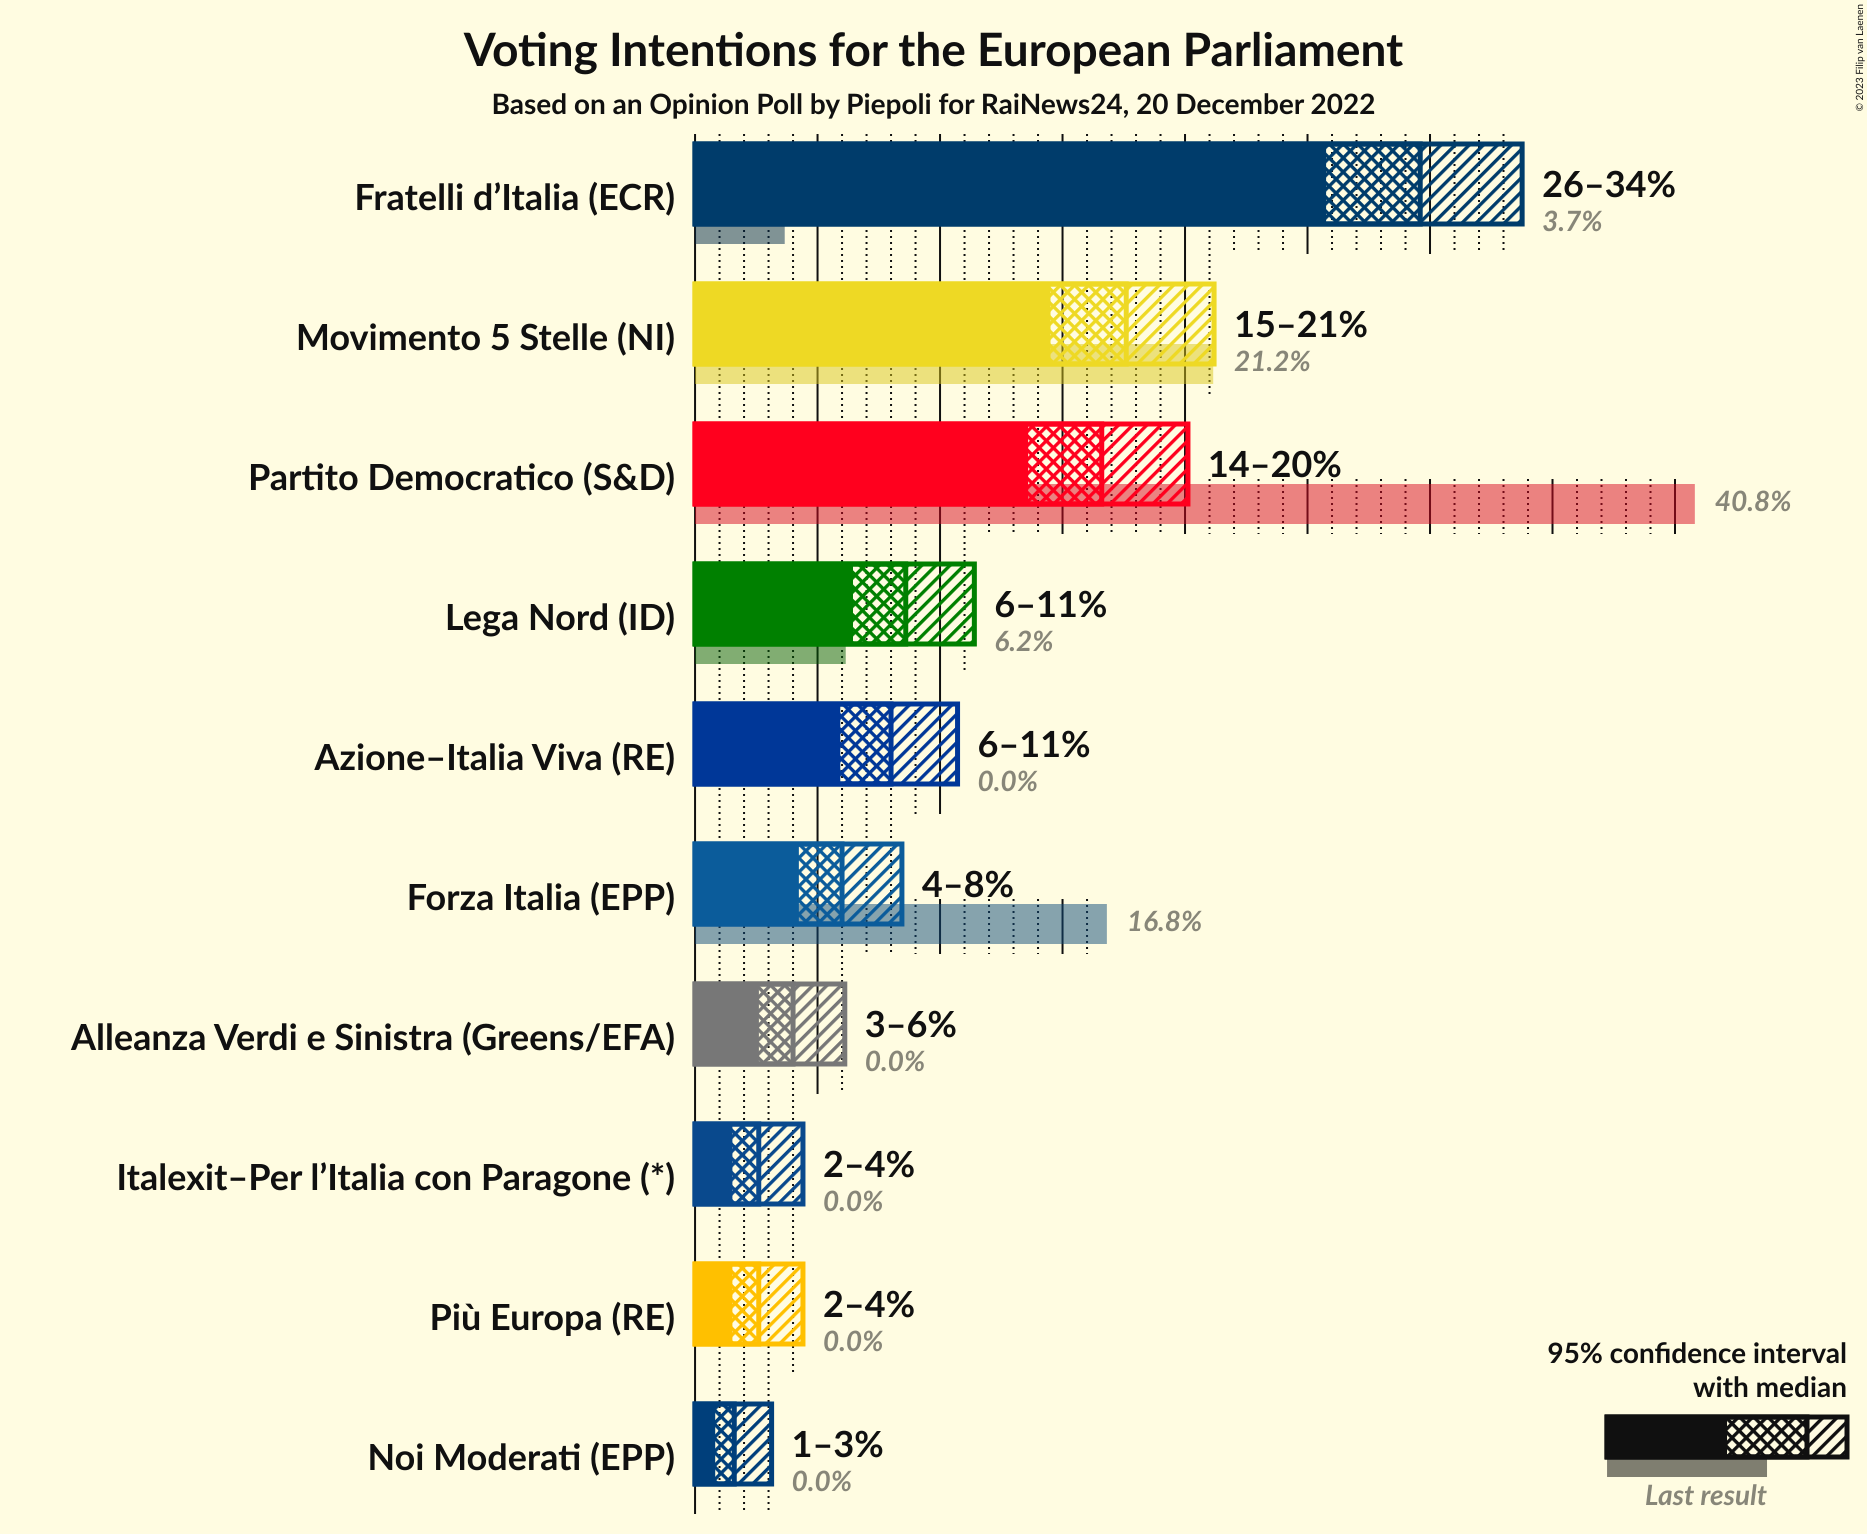 Voting Intentions for the European Parliament
Based on an Opinion Poll by Piepoli for RaiNews24, 20 December 2022
© 2023 Filip van Laenen
Fratelli d’Italia (ECR)
26–34%
3.7%
Movimento 5 Stelle (NI)
15–21%
21.2%
Partito Democratico (S&D)
14–20%
40.8%
Lega Nord (ID)
6–11%
6.2%
Azione–Italia Viva (RE)
6–11%
0.0%
Forza Italia (EPP)
4–8%
16.8%
Alleanza Verdi e Sinistra (Greens/EFA)
3–6%
0.0%
Italexit–Per l’Italia con Paragone (*)
2–4%
0.0%
Più Europa (RE)
2–4%
0.0%
Noi Moderati (EPP)
1–3%
0.0%
95% confidence interval
with median
Last result